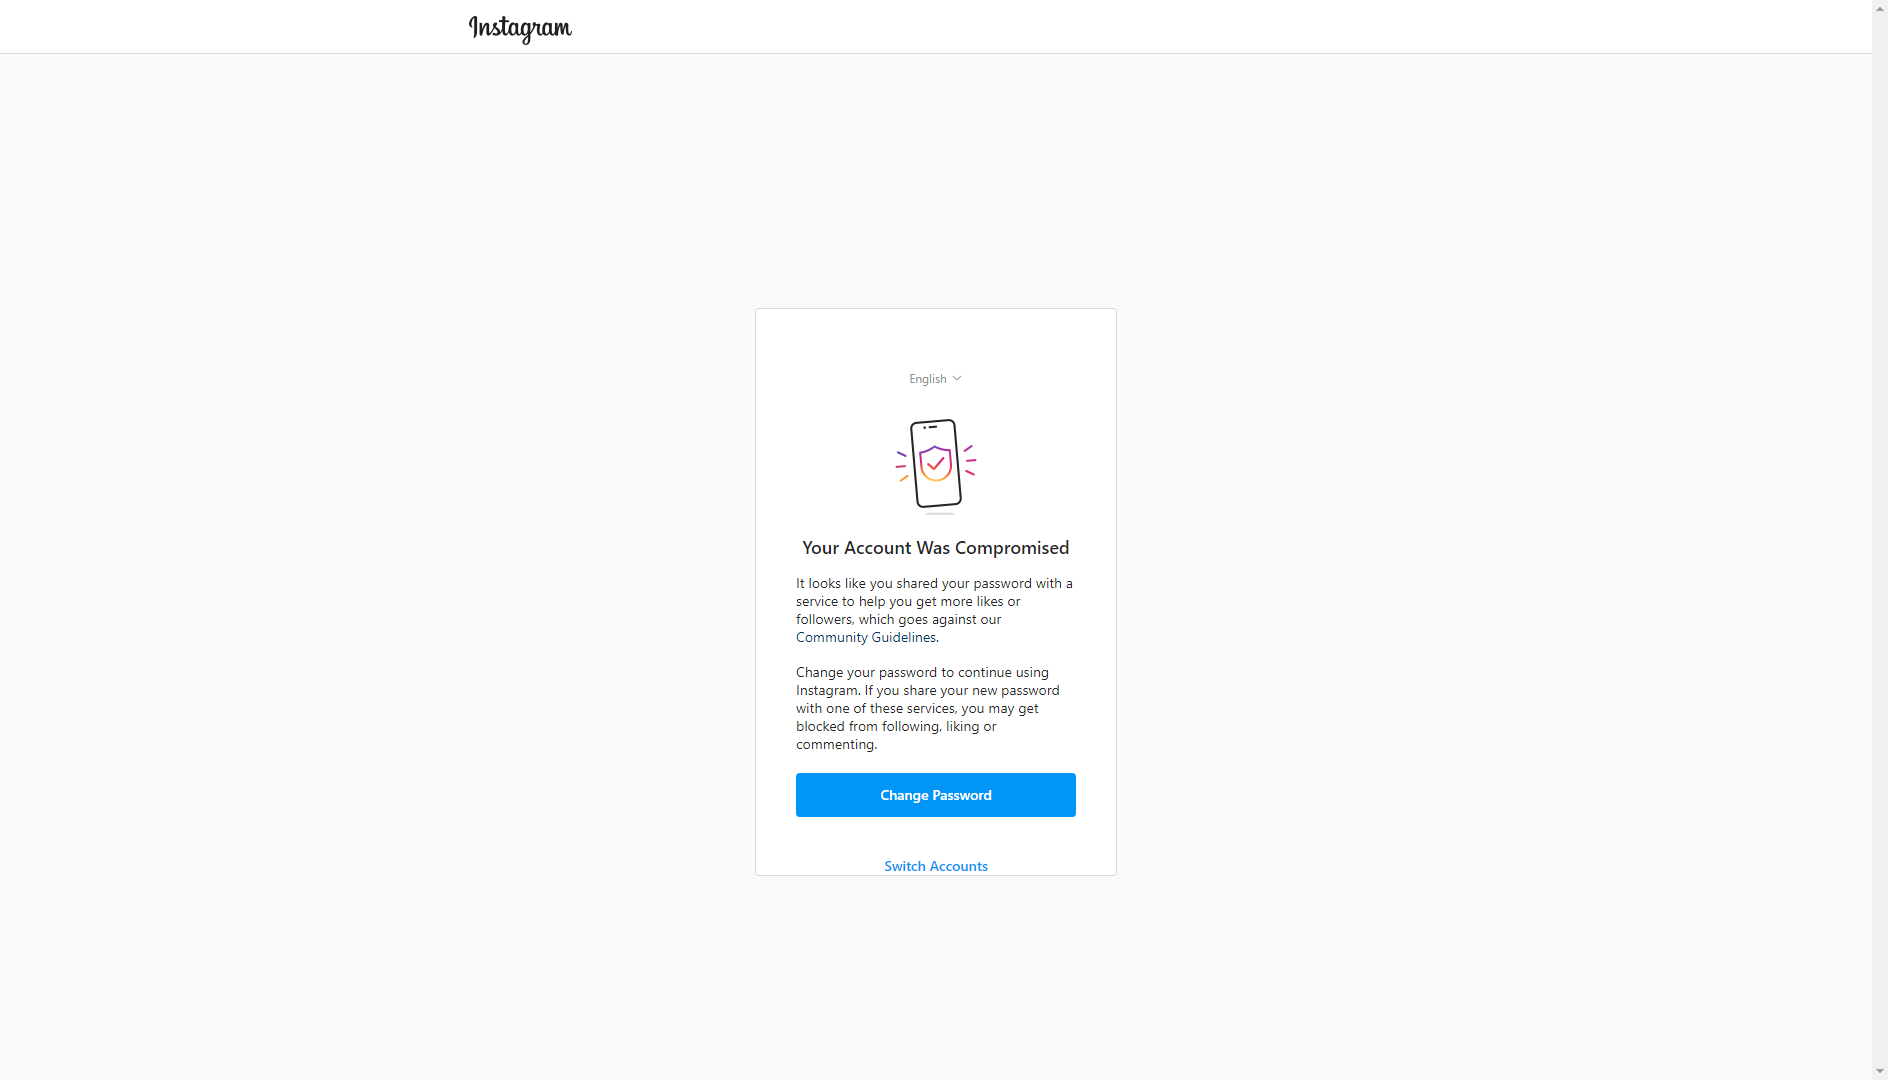 Instagram
English
Your Account Was Compromised
It looks like you shared your password with a
service to help you get more likes or
followers, which goes against our
Community Guidelines.
Change your password to continue using
Instagram. If you share your new password
with one of these services, you may get
blocked from following, liking or
commenting.
Change Password
Switch Accounts